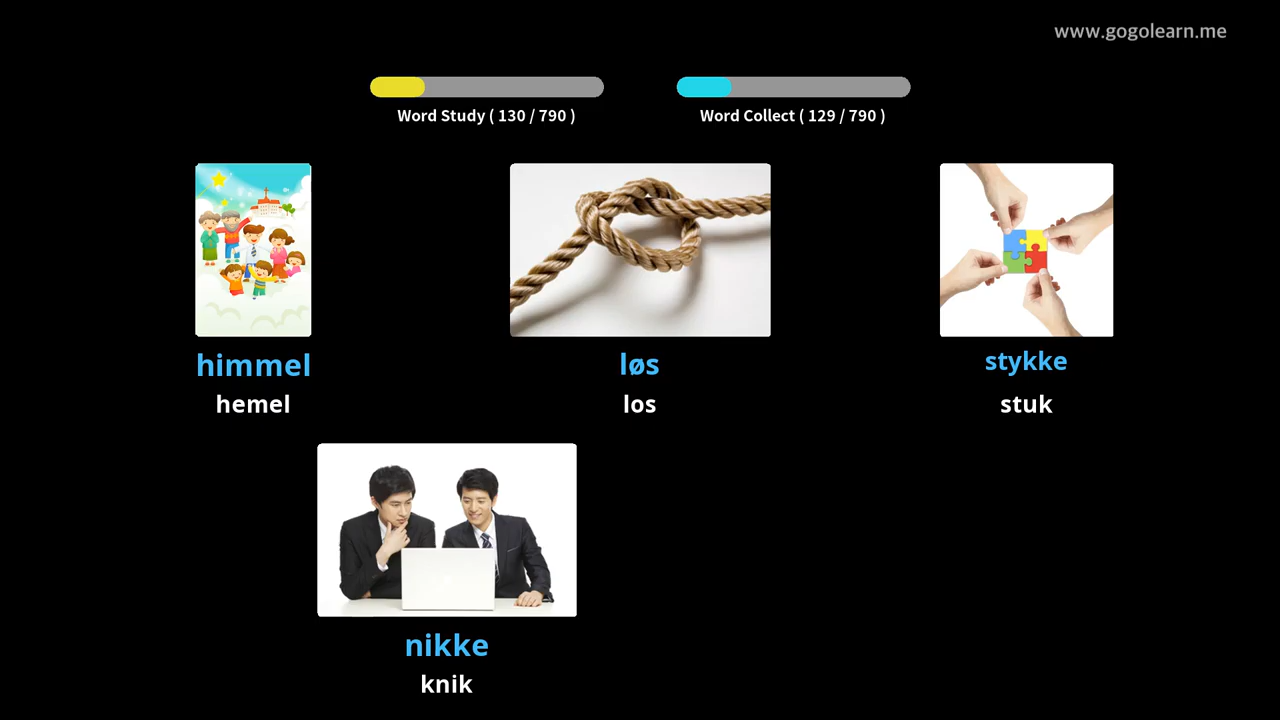 www.gogolearn.me
Word Study ( 130 / 790 )
Word Collect ( 129 / 790 )
himmel
hemel
løs
los
stykke
stuk
nikke
knik